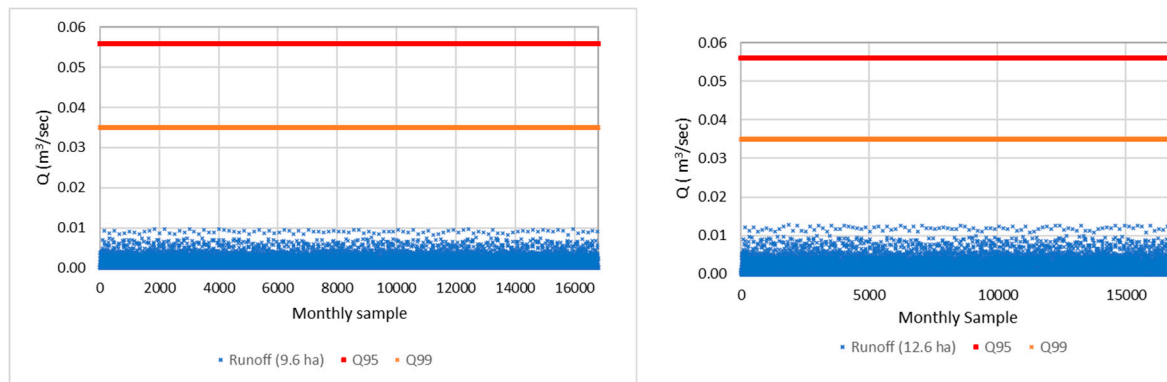 0.06
0.05
0.04
0.03
0.02
0.01
0.00
Q (m³/sec)
0 2000 4000 6000 8000 10000 12000 14000 16000
Monthly sample
Runoff (9.6 ha) Q95 Q99
0.06
0.05
0.04
0.03
0.02
0.01
0.00
Q ( m³/sec)
0 5000 10000 15000
Monthly Sample
Runoff (12.6 ha) Q95 Q99